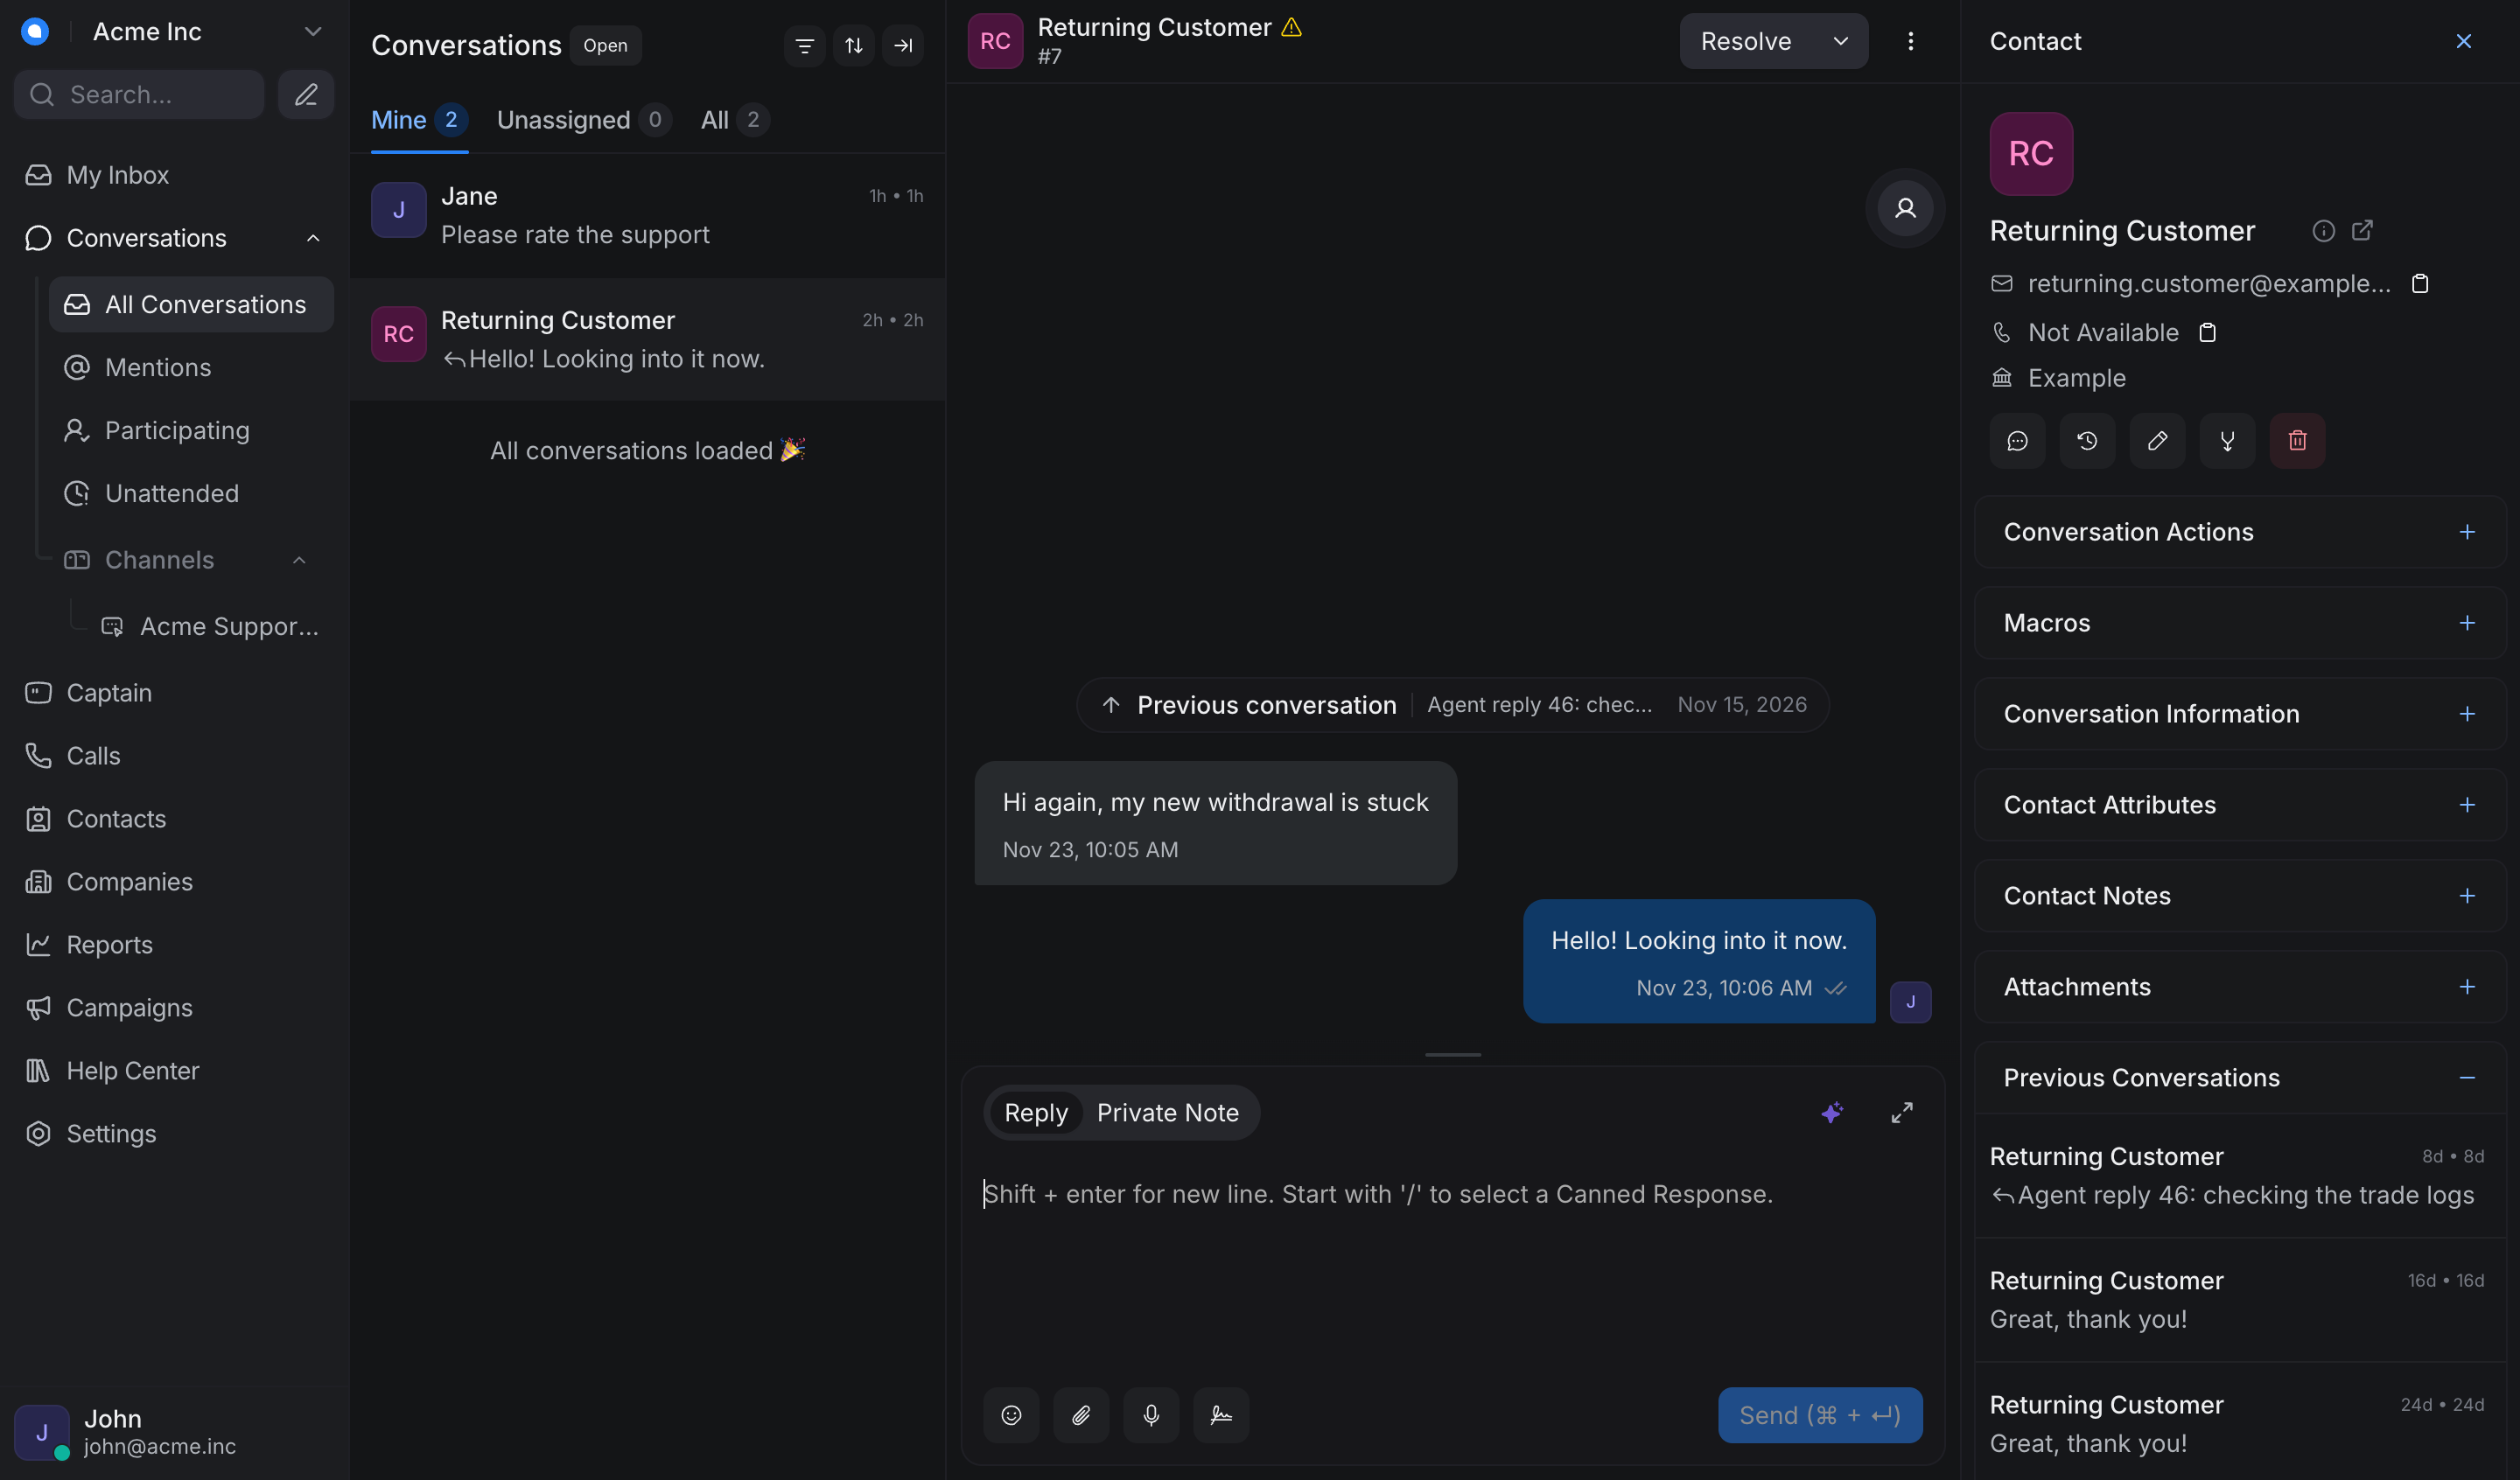 Acme Inc
Search...
My Inbox
Conversations
All Conversations
Mentions
Participating
Unattended
Channels
Acme Suppor...
Captain
Calls
Contacts
Companies
Reports
Campaigns
Help Center
Settings
J
John
john@acme.inc
Conversations Open
Mine 2 Unassigned 0 All 2
J
Jane 1h • 1h
Please rate the support
RC
Returning Customer 2h • 2h
Hello! Looking into it now.
All conversations loaded 🎉
RC
Returning Customer
#7
Resolve
Previous conversation Agent reply 46: chec... Nov 15, 2026
Hi again, my new withdrawal is stuck
Nov 23, 10:05 AM
Hello! Looking into it now.
Nov 23, 10:06 AM
J
Reply Private Note
Shift + enter for new line. Start with '/' to select a Canned Response.
Send (⌘ + ↵)
Contact
RC
Returning Customer
returning.customer@example...
Not Available
Example
Conversation Actions
Macros
Conversation Information
Contact Attributes
Contact Notes
Attachments
Previous Conversations
Returning Customer 8d • 8d
Agent reply 46: checking the trade logs
Returning Customer 16d • 16d
Great, thank you!
Returning Customer 24d • 24d
Great, thank you!